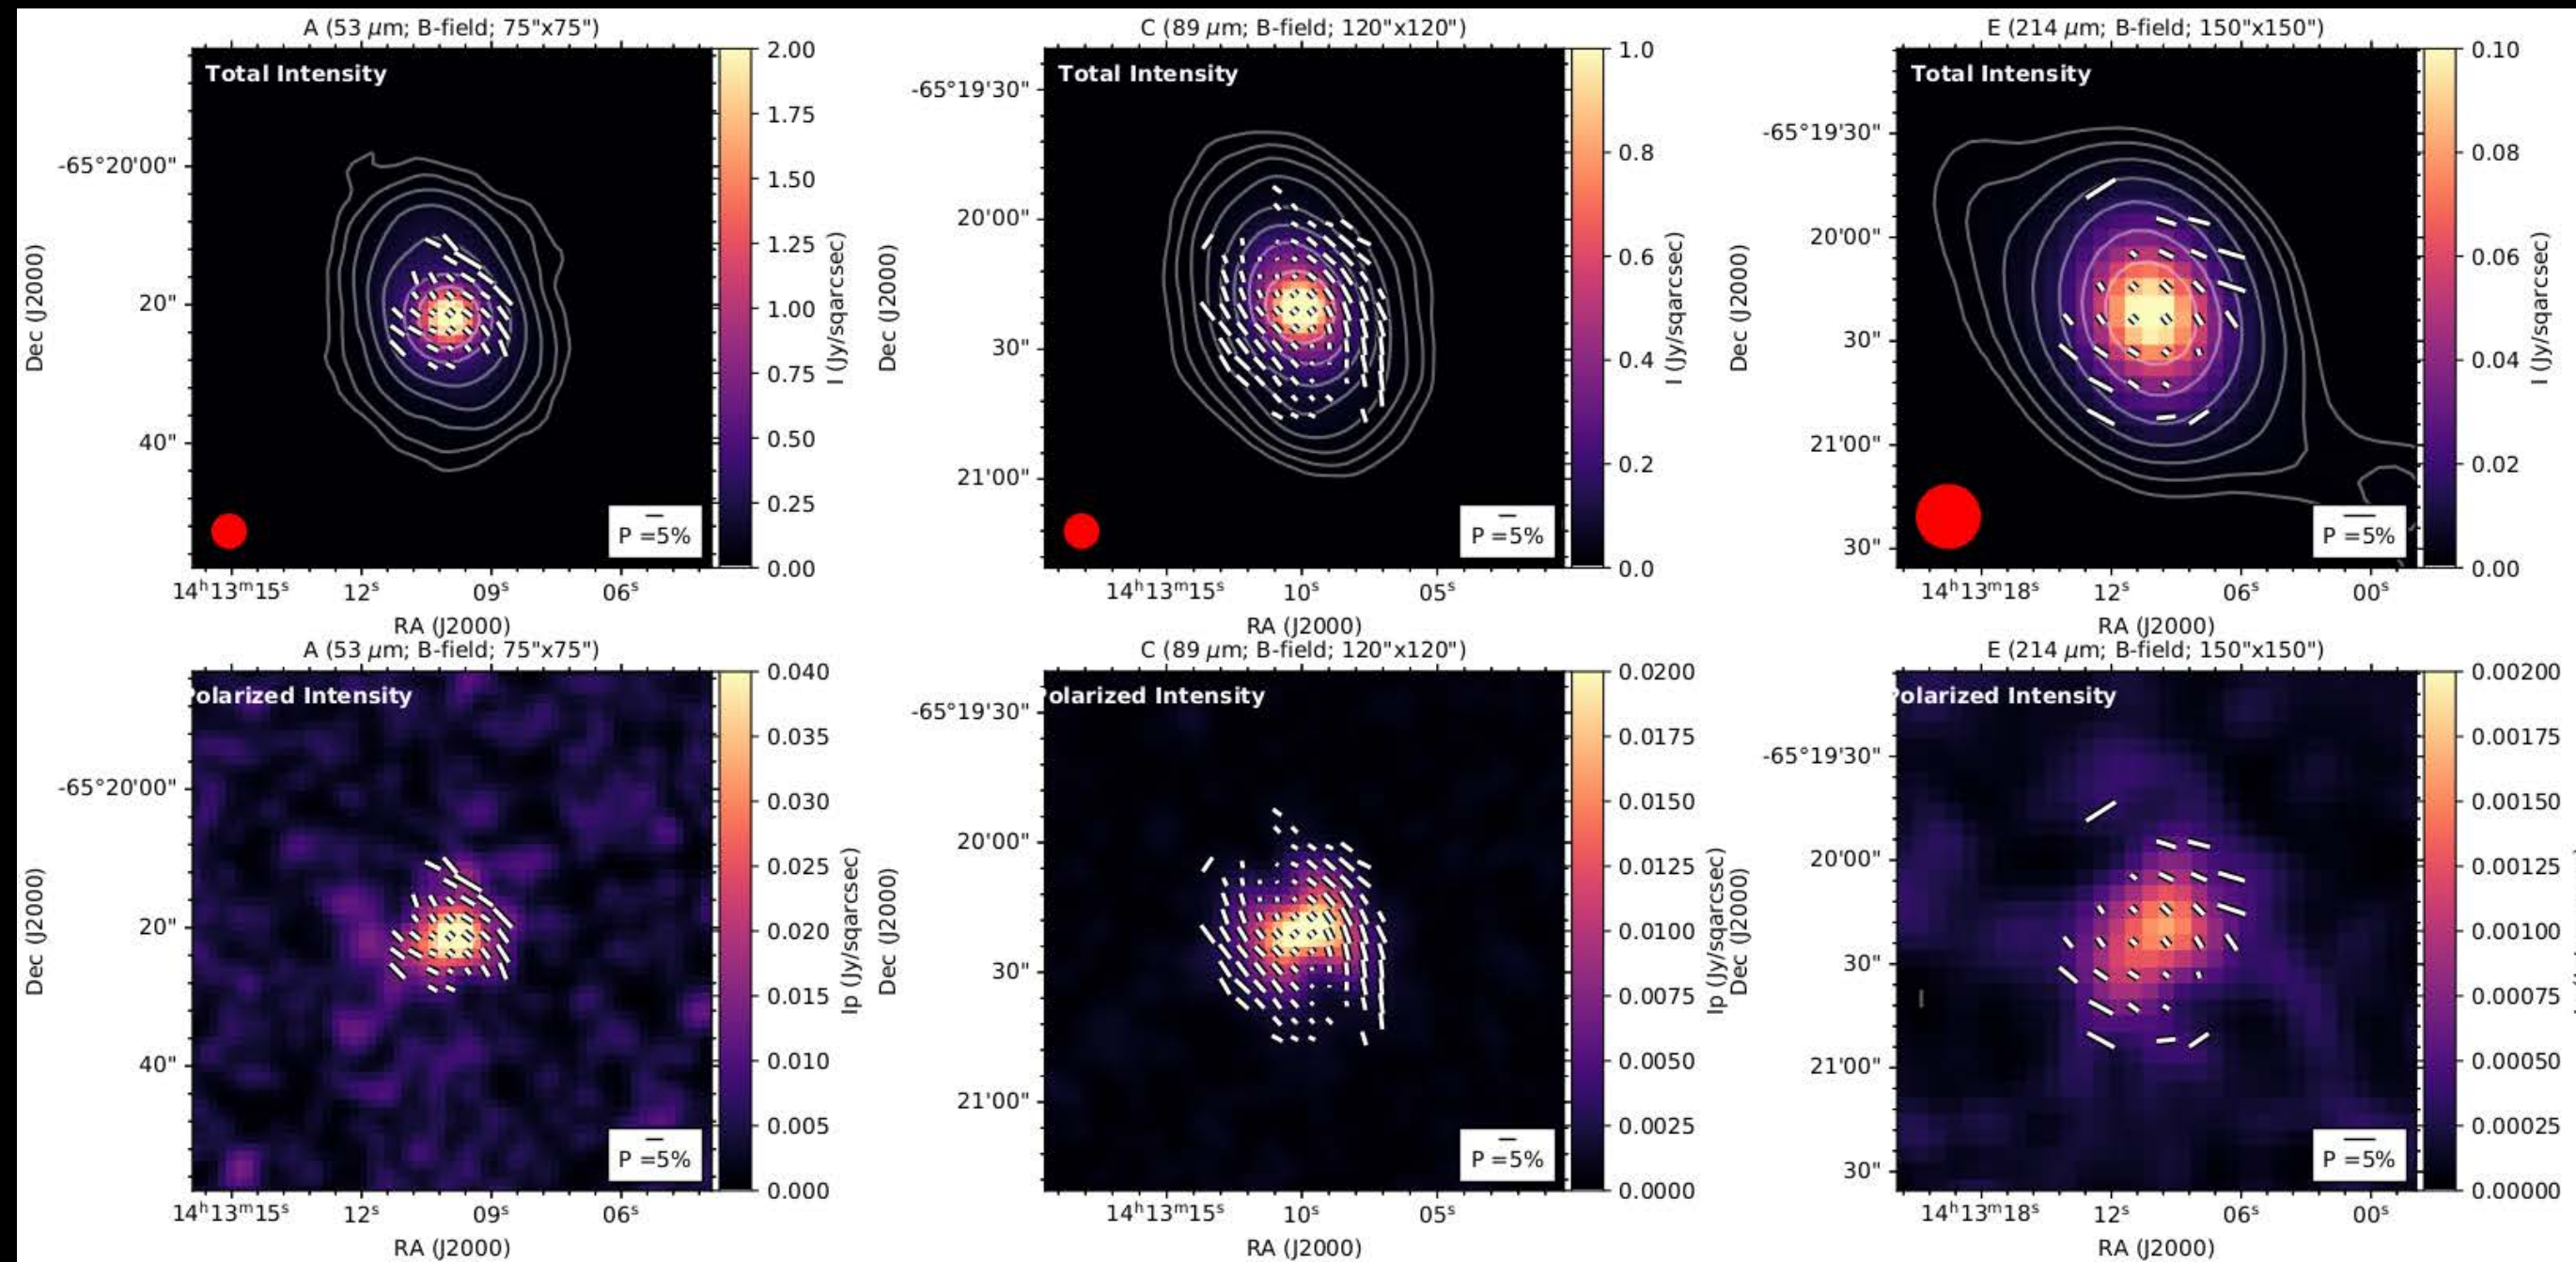 A (53 μm; B-field; 75"x75")
Total Intensity
Dec (J2000)
-65°20'00"
20"
40"
2.00
1.75
1.50
1.25
1.00
0.75
0.50
0.25
0.00
I (Jy/sqarcsec)
P =5%
14ʰ13ᵐ15ˢ 12ˢ 09ˢ 06ˢ
RA (J2000)
C (89 μm; B-field; 120"x120")
Total Intensity
Dec (J2000)
-65°19'30"
20'00"
30"
21'00"
1.0
0.8
0.6
0.4
0.2
0.0
I (Jy/sqarcsec)
P =5%
14ʰ13ᵐ15ˢ 10ˢ 05ˢ
RA (J2000)
E (214 μm; B-field; 150"x150")
Total Intensity
Dec (J2000)
-65°19'30"
20'00"
30"
21'00"
30"
0.10
0.08
0.06
0.04
0.02
0.00
I (Jy/sqarcsec)
P =5%
14ʰ13ᵐ18ˢ 12ˢ 06ˢ 00ˢ
RA (J2000)
A (53 μm; B-field; 75"x75")
Polarized Intensity
Dec (J2000)
-65°20'00"
20"
40"
0.040
0.035
0.030
0.025
0.020
0.015
0.010
0.005
0.000
Ip (Jy/sqarcsec)
P =5%
14ʰ13ᵐ15ˢ 12ˢ 09ˢ 06ˢ
RA (J2000)
C (89 μm; B-field; 120"x120")
Polarized Intensity
Dec (J2000)
-65°19'30"
20'00"
30"
21'00"
0.0200
0.0175
0.0150
0.0125
0.0100
0.0075
0.0050
0.0025
0.0000
Ip (Jy/sqarcsec)
P =5%
14ʰ13ᵐ15ˢ 10ˢ 05ˢ
RA (J2000)
E (214 μm; B-field; 150"x150")
Polarized Intensity
Dec (J2000)
-65°19'30"
20'00"
30"
21'00"
30"
0.00200
0.00175
0.00150
0.00125
0.00100
0.00075
0.00050
0.00025
0.00000
P =5%
14ʰ13ᵐ18ˢ 12ˢ 06ˢ 00ˢ
RA (J2000)